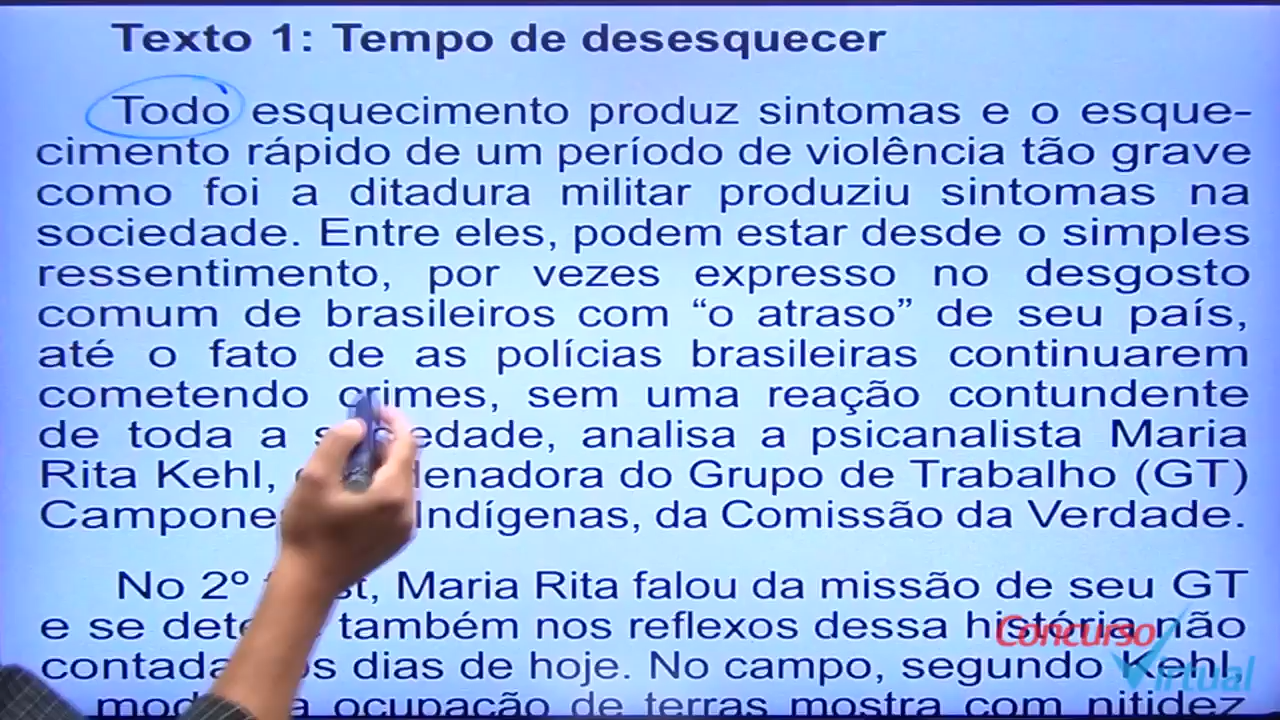 Texto 1: Tempo de desesquecer
Todo esquecimento produz sintomas e o esque-
cimento rápido de um período de violência tão grave
como foi a ditadura militar produziu sintomas na
sociedade. Entre eles, podem estar desde o simples
ressentimento, por vezes expresso no desgosto
comum de brasileiros com “o atraso” de seu país,
até o fato de as polícias brasileiras continuarem
cometendo crimes, sem uma reação contundente
de toda a sociedade, analisa a psicanalista Maria
Rita Kehl, coordenadora do Grupo de Trabalho (GT)
Indígenas, da Comissão da Verdade.
No 2º Maria Rita falou da missão de seu GT
e se também nos reflexos dessa história não
dias de hoje. No campo, segundo Kehl,
ocupação de terras mostra com nitidez
Concurso Virtual